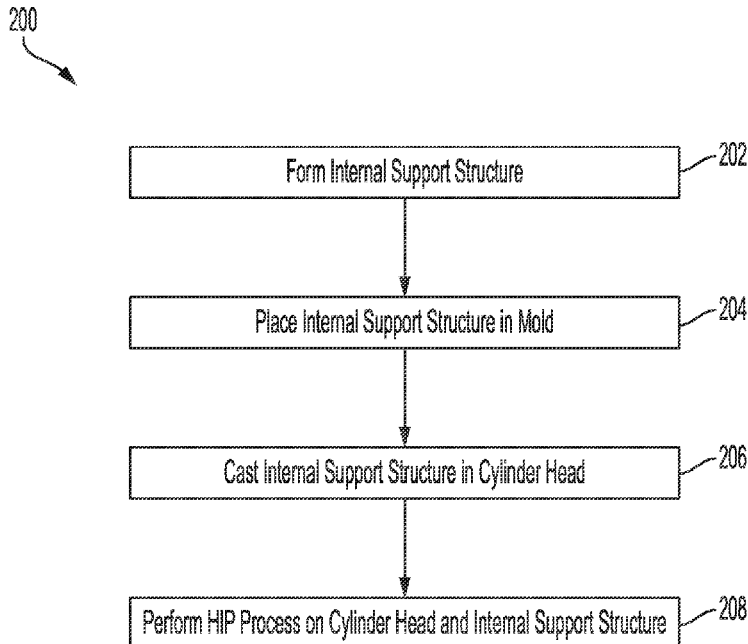 200
Form Internal Support Structure
202
Place Internal Support Structure in Mold
204
Cast Internal Support Structure in Cylinder Head
206
Perform HIP Process on Cylinder Head and Internal Support Structure
208